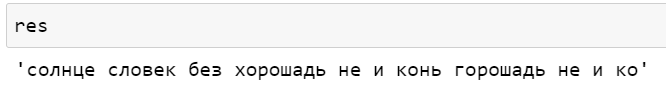 res
'солнце словек без хорошадь не и конь горошадь не и ко'